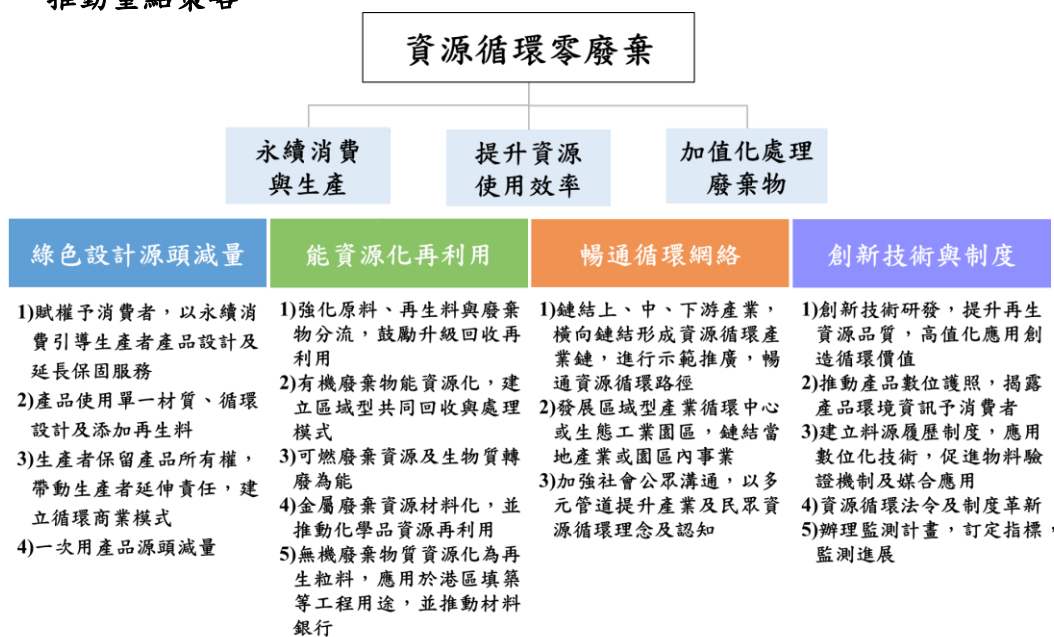 推動重點策略
資源循環零廢棄
永續消費
與生產
提升資源
使用效率
加值化處理
廢棄物
綠色設計源頭減量
1)賦權予消費者，以永續消
費引導生產者產品設計及
延長保固服務
2)產品使用單一材質、循環
設計及添加再生料
3)生產者保留產品所有權，
帶動生產者延伸責任，建
立循環商業模式
4)一次用產品源頭減量
能資源化再利用
1)強化原料、再生料與廢棄
物分流，鼓勵升級回收再
利用
2)有機廢棄物能資源化，建
立區域型共同回收與處理
模式
3)可燃廢棄資源及生物質轉
廢為能
4)金屬廢棄資源材料化，並
推動化學品資源再利用
5)無機廢棄物質資源化為再
生粒料，應用於港區填築
等工程用途，並推動材料
銀行
暢通循環網絡
1)鏈結上、中、下游產業，
橫向鏈結形成資源循環產
業鏈，進行示範推廣，暢
通資源循環路徑
2)發展區域型產業循環中心
或生態工業園區，鏈結當
地產業或園區內事業
3)加強社會公眾溝通，以多
元管道提升產業及民眾資
源循環理念及認知
創新技術與制度
1)創新技術研發，提升再生
資源品質，高值化應用創
造循環價值
2)推動產品數位護照，揭露
產品環境資訊予消費者
3)建立料源履歷制度，應用
數位化技術，促進物料驗
證機制及媒合應用
4)資源循環法令及制度革新
5)辦理監測計畫，訂定指標，
監測進展